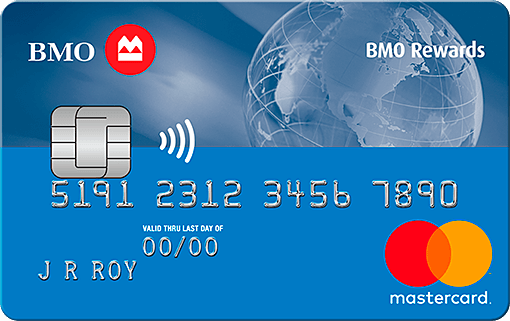 BMO
BMO Rewards
5191 2312 3456 7890
VALID THRU LAST DAY OF
00/00
J R ROY
mastercard.